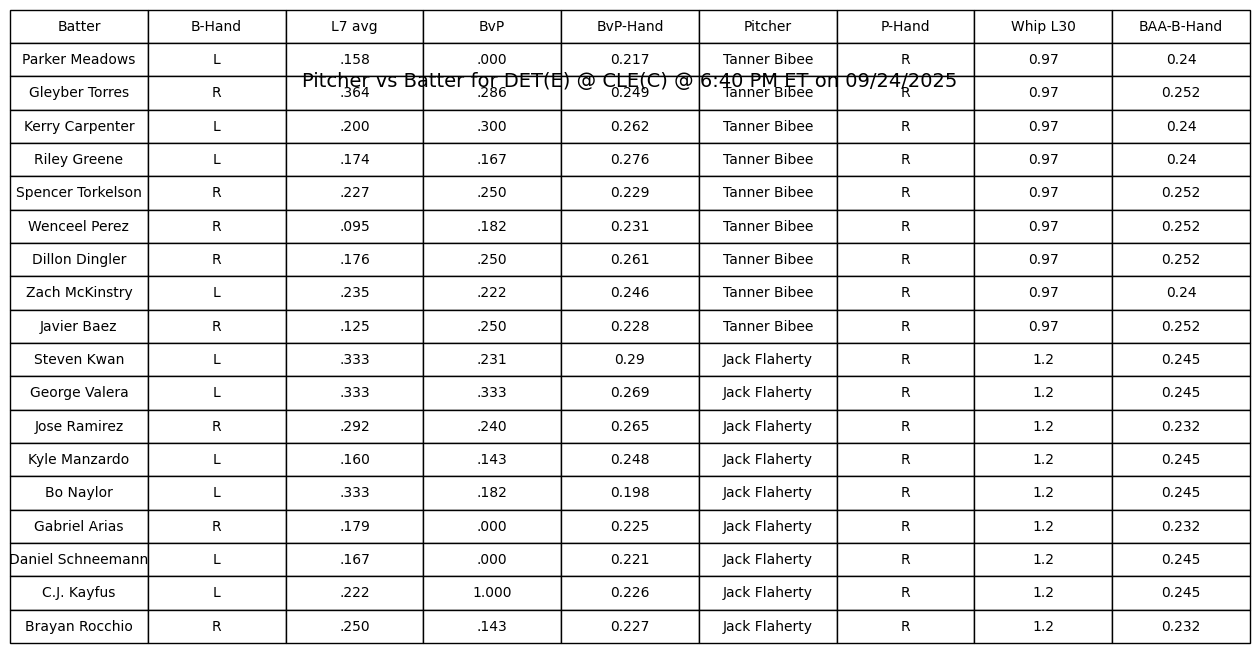 Batter B-Hand L7 avg BvP BvP-Hand Pitcher P-Hand Whip L30 BAA-B-Hand
Parker Meadows L .158 .000 0.217 Tanner Bibee R 0.97 0.24
Pitcher vs Batter for DET(E) @ CLE(C) @ 6:40 PM ET on 09/24/2025
Gleyber Torres R .364 .286 0.249 Tanner Bibee R 0.97 0.252
Kerry Carpenter L .200 .300 0.262 Tanner Bibee R 0.97 0.24
Riley Greene L .174 .167 0.276 Tanner Bibee R 0.97 0.24
Spencer Torkelson R .227 .250 0.229 Tanner Bibee R 0.97 0.252
Wenceel Perez R .095 .182 0.231 Tanner Bibee R 0.97 0.252
Dillon Dingler R .176 .250 0.261 Tanner Bibee R 0.97 0.252
Zach McKinstry L .235 .222 0.246 Tanner Bibee R 0.97 0.24
Javier Baez R .125 .250 0.228 Tanner Bibee R 0.97 0.252
Steven Kwan L .333 .231 0.29 Jack Flaherty R 1.2 0.245
George Valera L .333 .333 0.269 Jack Flaherty R 1.2 0.245
Jose Ramirez R .292 .240 0.265 Jack Flaherty R 1.2 0.232
Kyle Manzardo L .160 .143 0.248 Jack Flaherty R 1.2 0.245
Bo Naylor L .333 .182 0.198 Jack Flaherty R 1.2 0.245
Gabriel Arias R .179 .000 0.225 Jack Flaherty R 1.2 0.232
Daniel Schneemann L .167 .000 0.221 Jack Flaherty R 1.2 0.245
C.J. Kayfus L .222 1.000 0.226 Jack Flaherty R 1.2 0.245
Brayan Rocchio R .250 .143 0.227 Jack Flaherty R 1.2 0.232